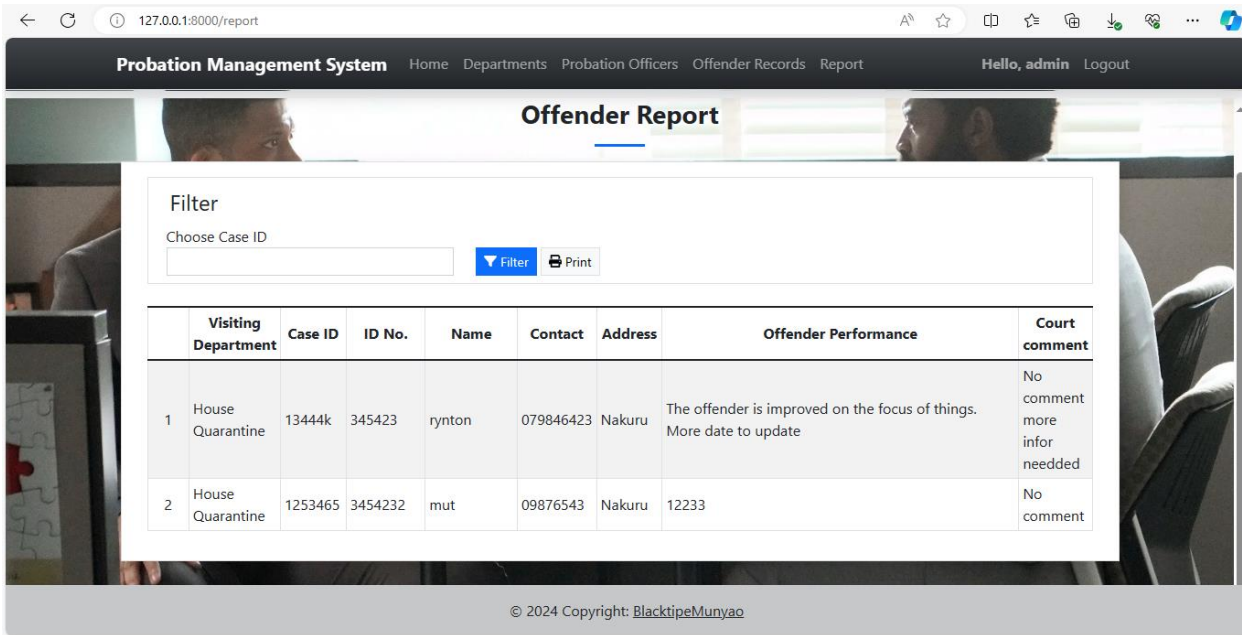 127.0.0.1:8000/report
Probation Management System Home Departments Probation Officers Offender Records Report Hello, admin Logout
Offender Report
Filter
Choose Case ID
Filter Print
Visiting Department Case ID ID No. Name Contact Address Offender Performance Court comment
1 House Quarantine 13444k 345423 rynton 079846423 Nakuru The offender is improved on the focus of things. More date to update No comment more infor needded
2 House Quarantine 1253465 3454232 mut 09876543 Nakuru 12233 No comment
© 2024 Copyright: BlacktipeMunyao